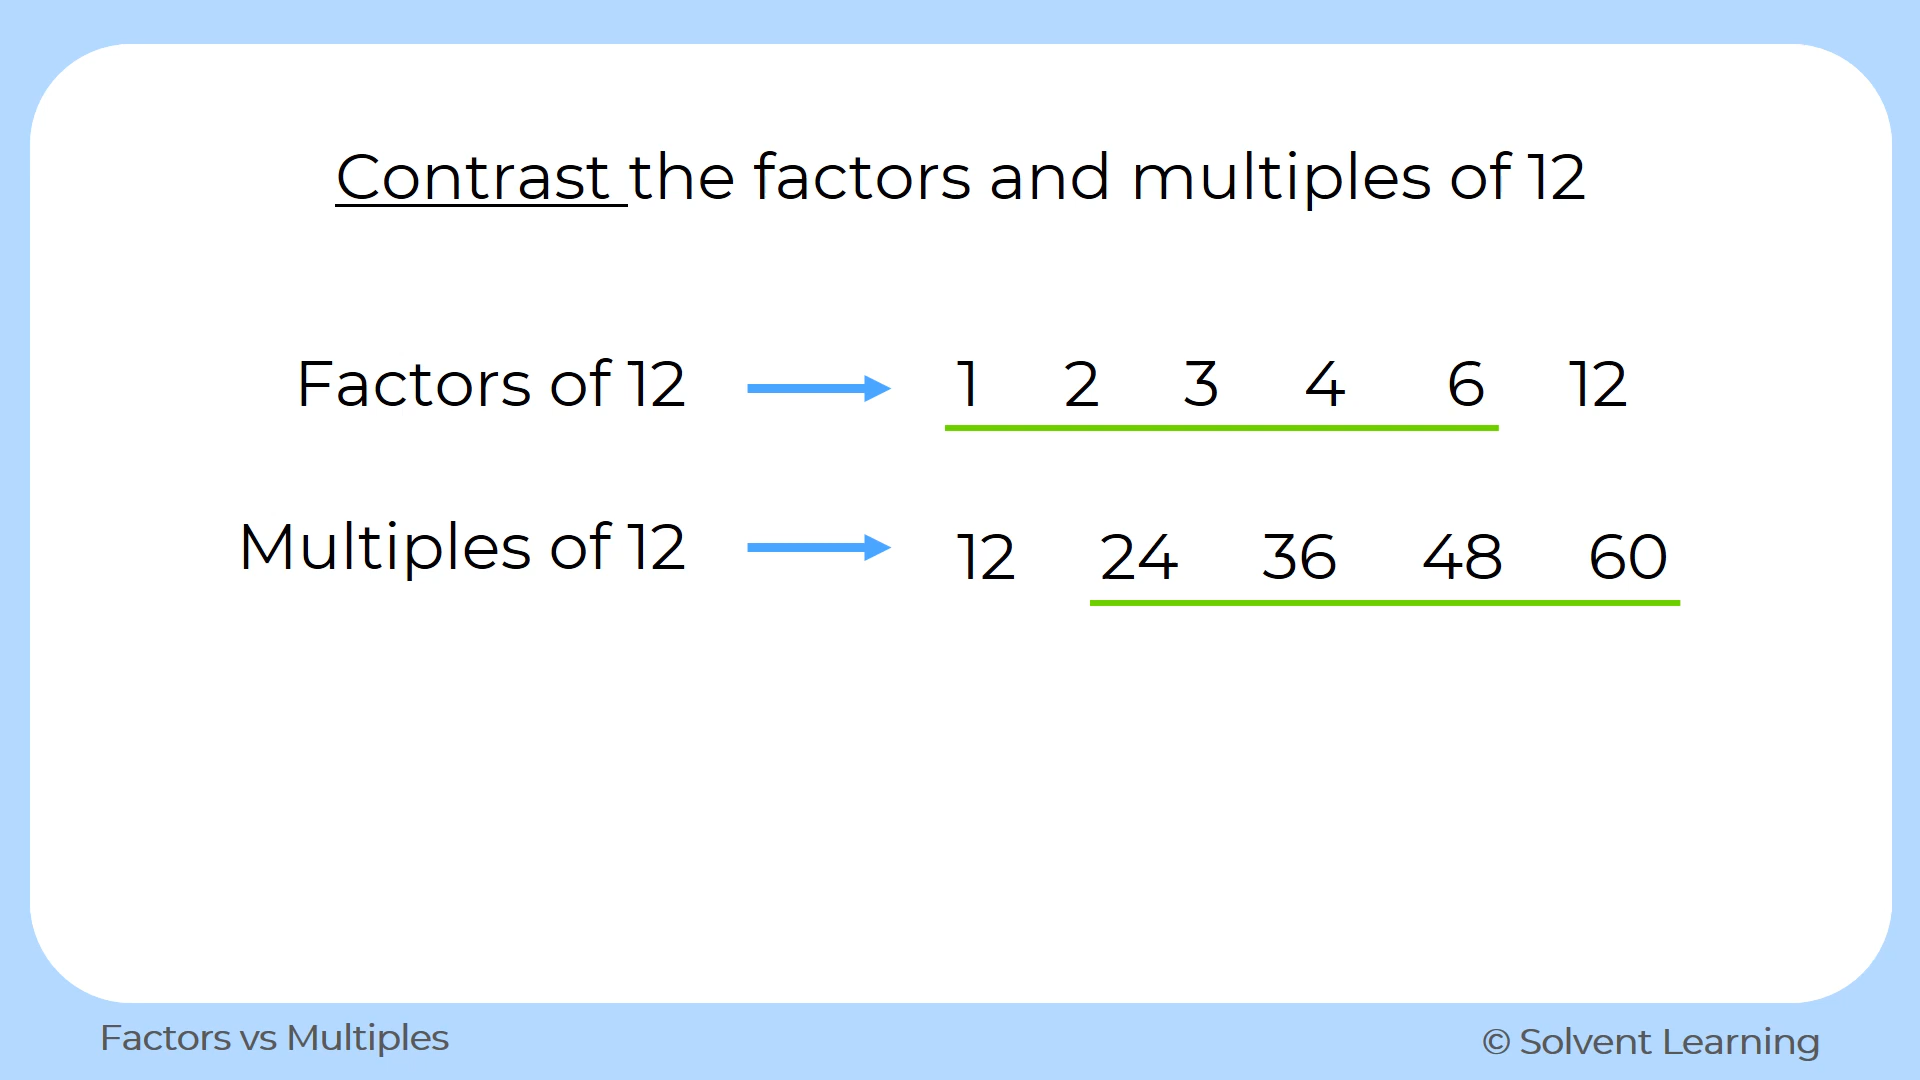 Contrast the factors and multiples of 12
Factors of 12 1 2 3 4 6 12
Multiples of 12 12 24 36 48 60
Factors vs Multiples
© Solvent Learning